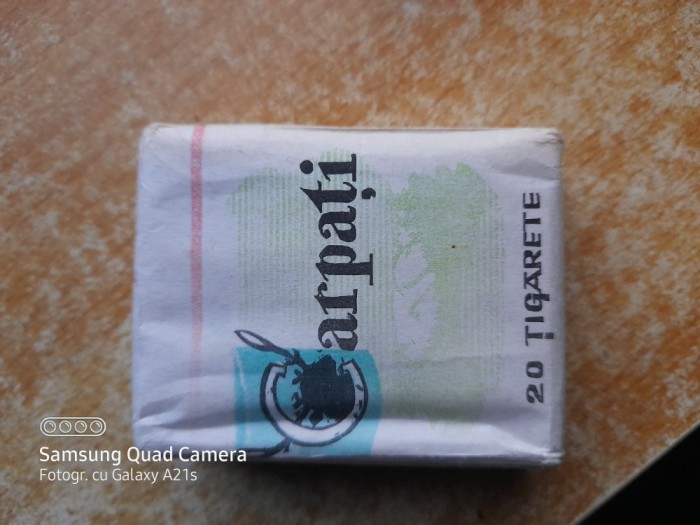 Carpați
20 ȚIGARETE
Samsung Quad Camera
Fotogr. cu Galaxy A21s